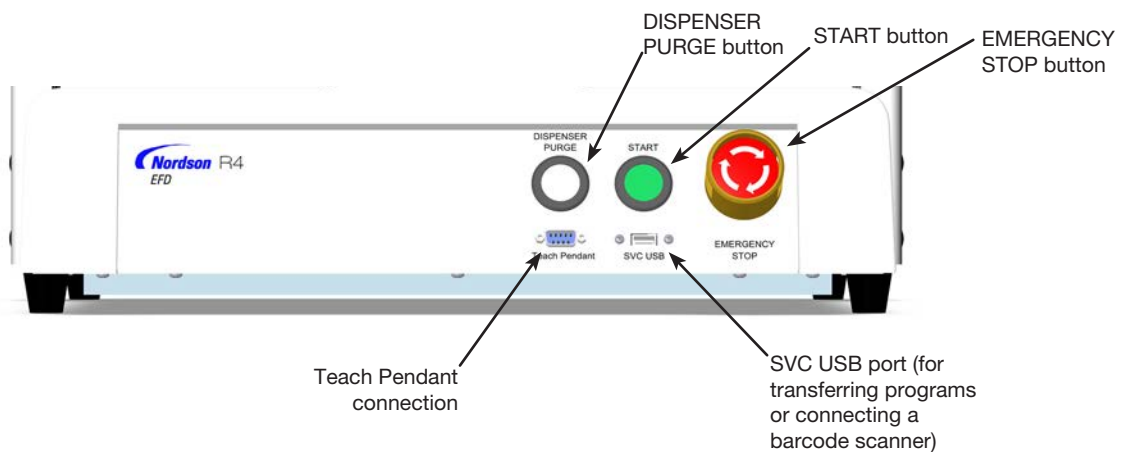 DISPENSER
PURGE button
START button
EMERGENCY
STOP button
Nordson R4
EFD
DISPENSER
PURGE
START
Teach Pendant
SVC USB
EMERGENCY
STOP
Teach Pendant
connection
SVC USB port (for
transferring programs
or connecting a
barcode scanner)